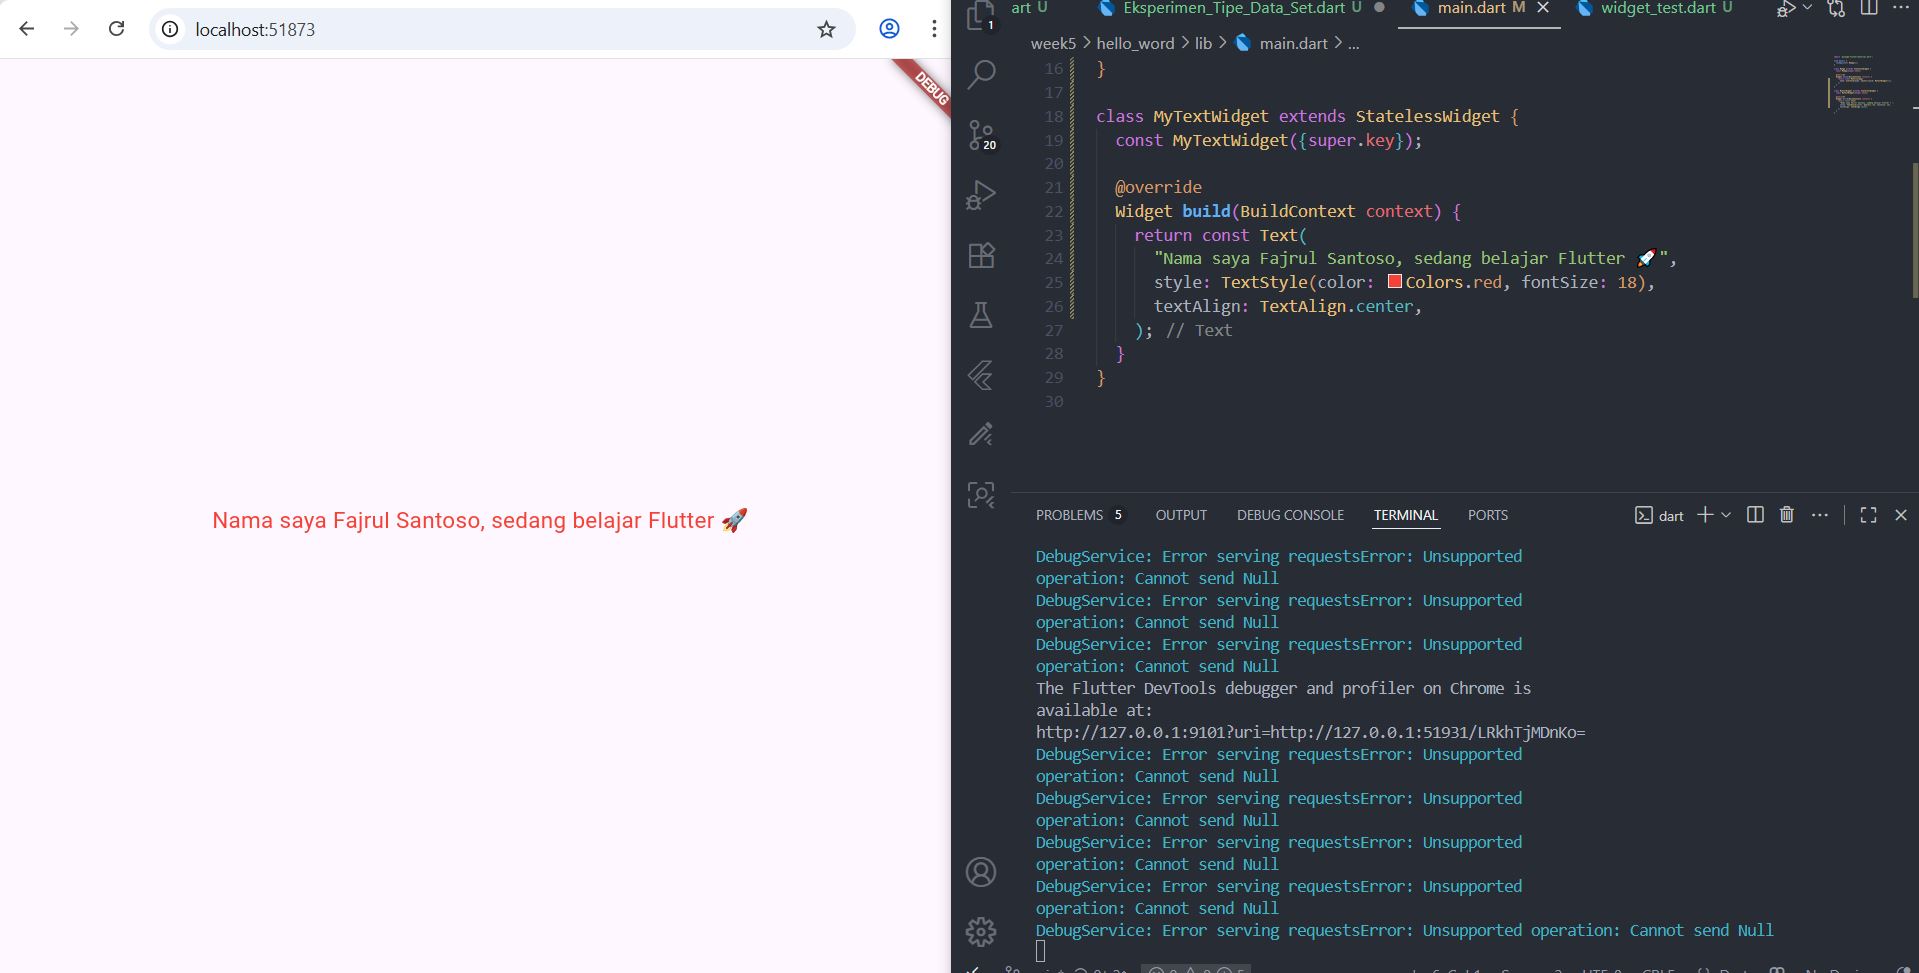 localhost:51873
DEBUG
Nama saya Fajrul Santoso, sedang belajar Flutter 🚀
1
20
art U
Eksperimen_Tipe_Data_Set.dart U
main.dart M
widget_test.dart U
week5 > hello_word > lib > main.dart > ...
16 }
17
18 class MyTextWidget extends StatelessWidget {
19 const MyTextWidget({super.key});
20
21 @override
22 Widget build(BuildContext context) {
23 return const Text(
24 "Nama saya Fajrul Santoso, sedang belajar Flutter 🚀",
25 style: TextStyle(color: Colors.red, fontSize: 18),
26 textAlign: TextAlign.center,
27 ); // Text
28 }
29 }
30
PROBLEMS 5 OUTPUT DEBUG CONSOLE TERMINAL PORTS dart
DebugService: Error serving requestsError: Unsupported
operation: Cannot send Null
DebugService: Error serving requestsError: Unsupported
operation: Cannot send Null
DebugService: Error serving requestsError: Unsupported
operation: Cannot send Null
The Flutter DevTools debugger and profiler on Chrome is
available at:
http://127.0.0.1:9101?uri=http://127.0.0.1:51931/LRkhTjMDnKo=
DebugService: Error serving requestsError: Unsupported
operation: Cannot send Null
DebugService: Error serving requestsError: Unsupported
operation: Cannot send Null
DebugService: Error serving requestsError: Unsupported
operation: Cannot send Null
DebugService: Error serving requestsError: Unsupported
operation: Cannot send Null
DebugService: Error serving requestsError: Unsupported operation: Cannot send Null